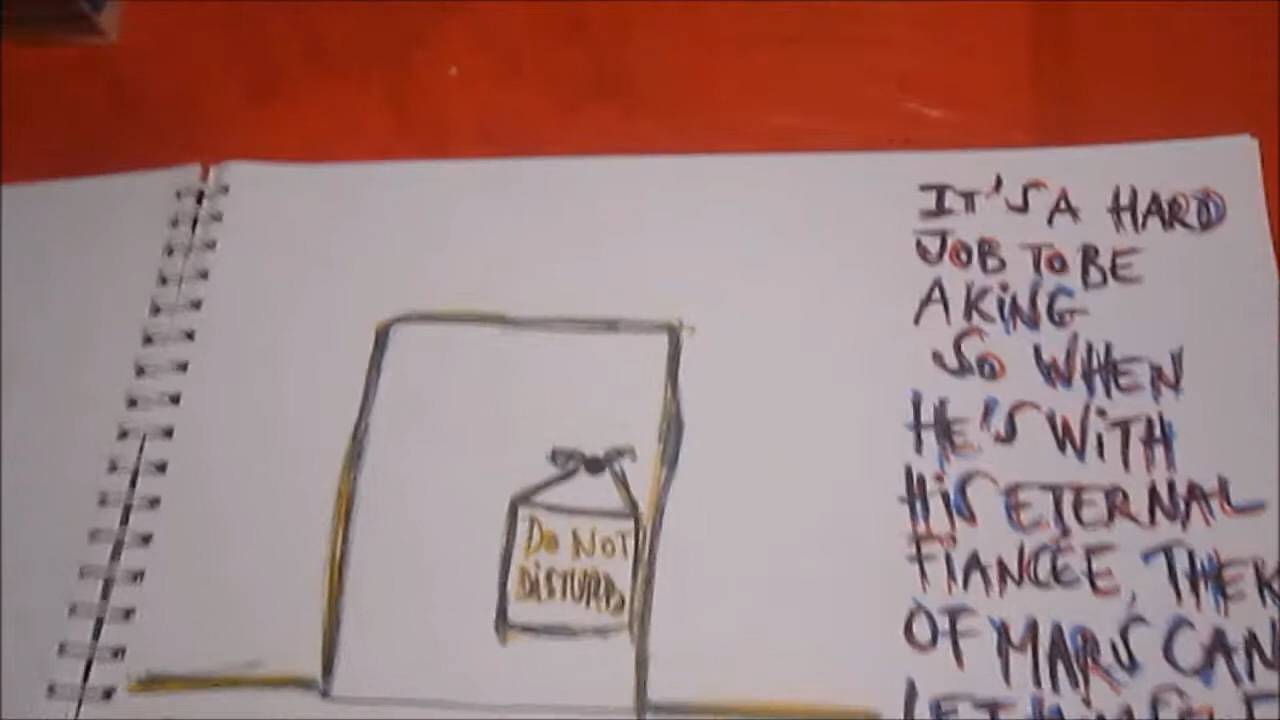 DO NOT
DISTURB
IT'S A HARD
JOB TO BE
A KING
SO WHEN
HE'S WITH
HIS ETERNAL
FIANCÉE, THE
OF MARS CAN